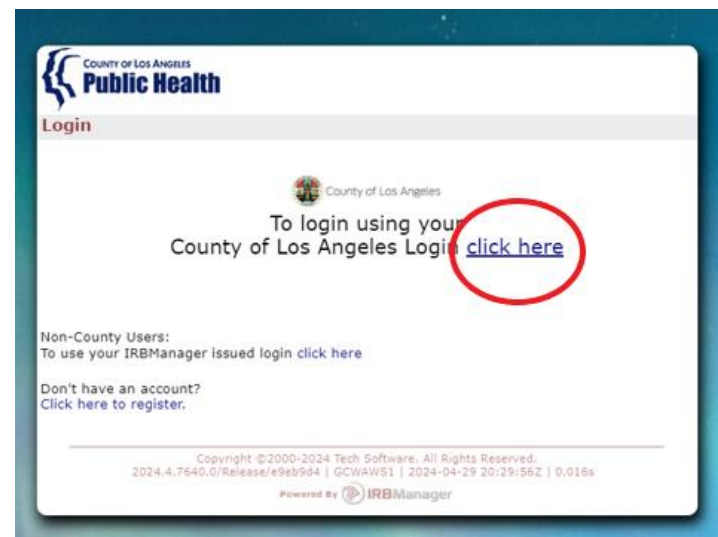 COUNTY OF LOS ANGELES
Public Health
Login
County of Los Angeles
To login using your
County of Los Angeles Login click here
Non-County Users:
To use your IRBManager issued login click here
Don't have an account?
Click here to register.
Copyright ©2000-2024 Tech Software. All Rights Reserved.
2024.4.7640.0/Release/e9eb9d4 | GCWAWS1 | 2024-04-29 20:29:56Z | 0.016s
Powered By IRBManager